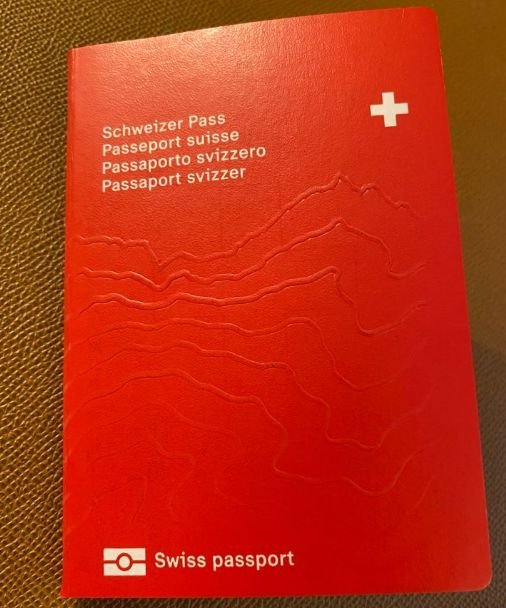 Schweizer Pass
Passeport suisse
Passaporto svizzero
Passaport svizzer
Swiss passport